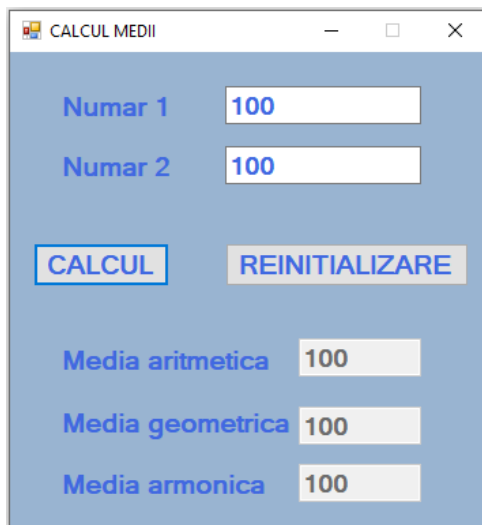 CALCUL MEDII
Numar 1 100
Numar 2 100
CALCUL REINITIALIZARE
Media aritmetica 100
Media geometrica 100
Media armonica 100